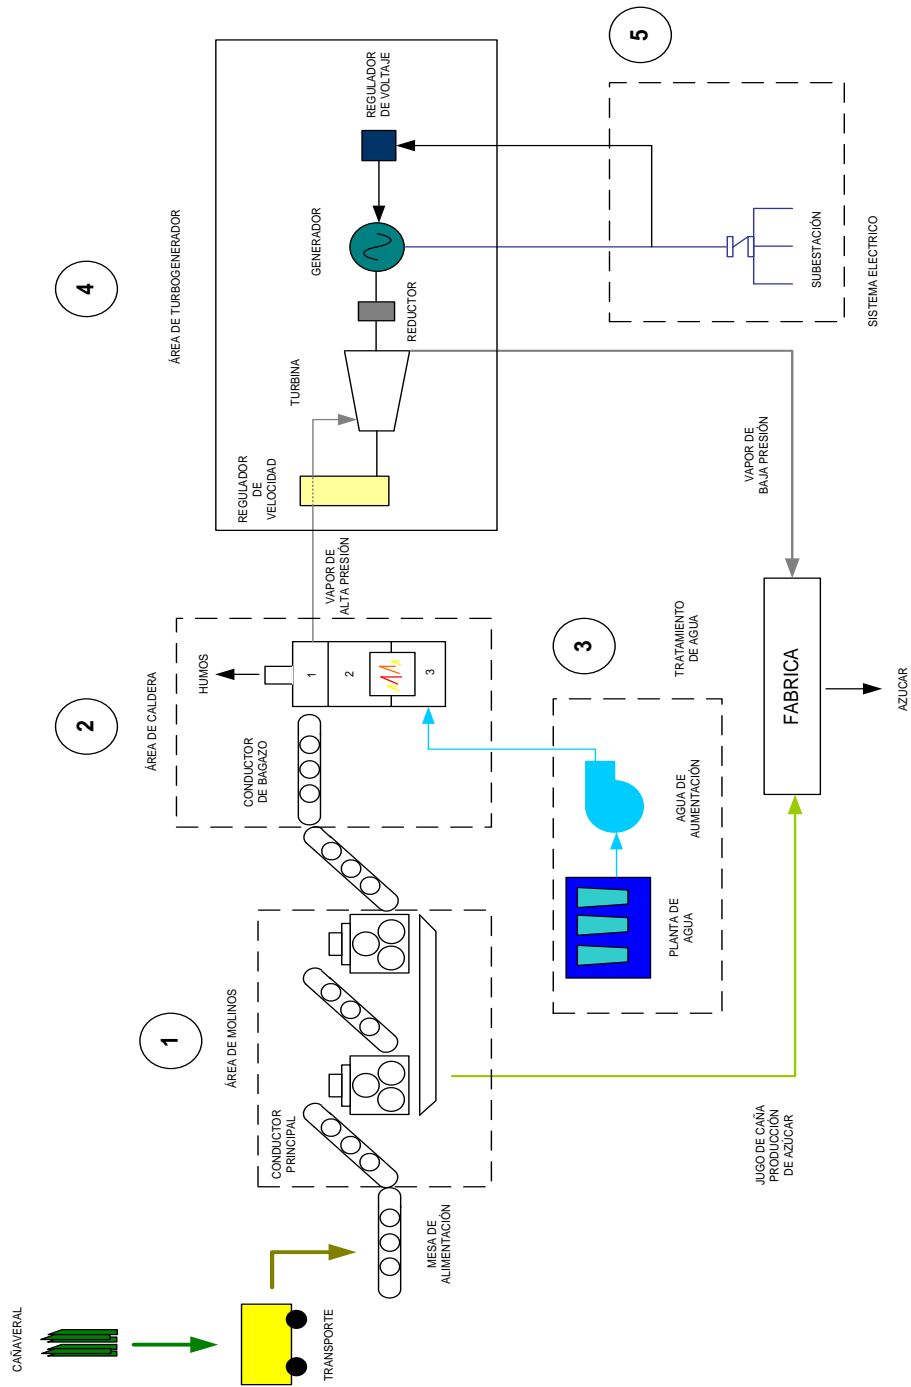 CAÑAVERAL
TRANSPORTE
MESA DE
ALIMENTACIÓN
1
ÁREA DE MOLINOS
CONDUCTOR
PRINCIPAL
JUGO DE CAÑA
PRODUCCIÓN
DE AZÚCAR
2
ÁREA DE CALDERA
CONDUCTOR
DE BAGAZO
HUMOS
1
2
3
VAPOR DE
ALTA PRESIÓN
3
TRATAMIENTO
DE AGUA
PLANTA DE
AGUA
AGUA DE
AUMENTACIÓN
FABRICA
AZUCAR
4
ÁREA DE TURBOGENERADOR
REGULADOR
DE
VELOCIDAD
TURBINA
REDUCTOR
GENERADOR
REGULADOR
DE VOLTAJE
VAPOR DE
BAJA PRESIÓN
5
SUBESTACIÓN
SISTEMA ELECTRICO